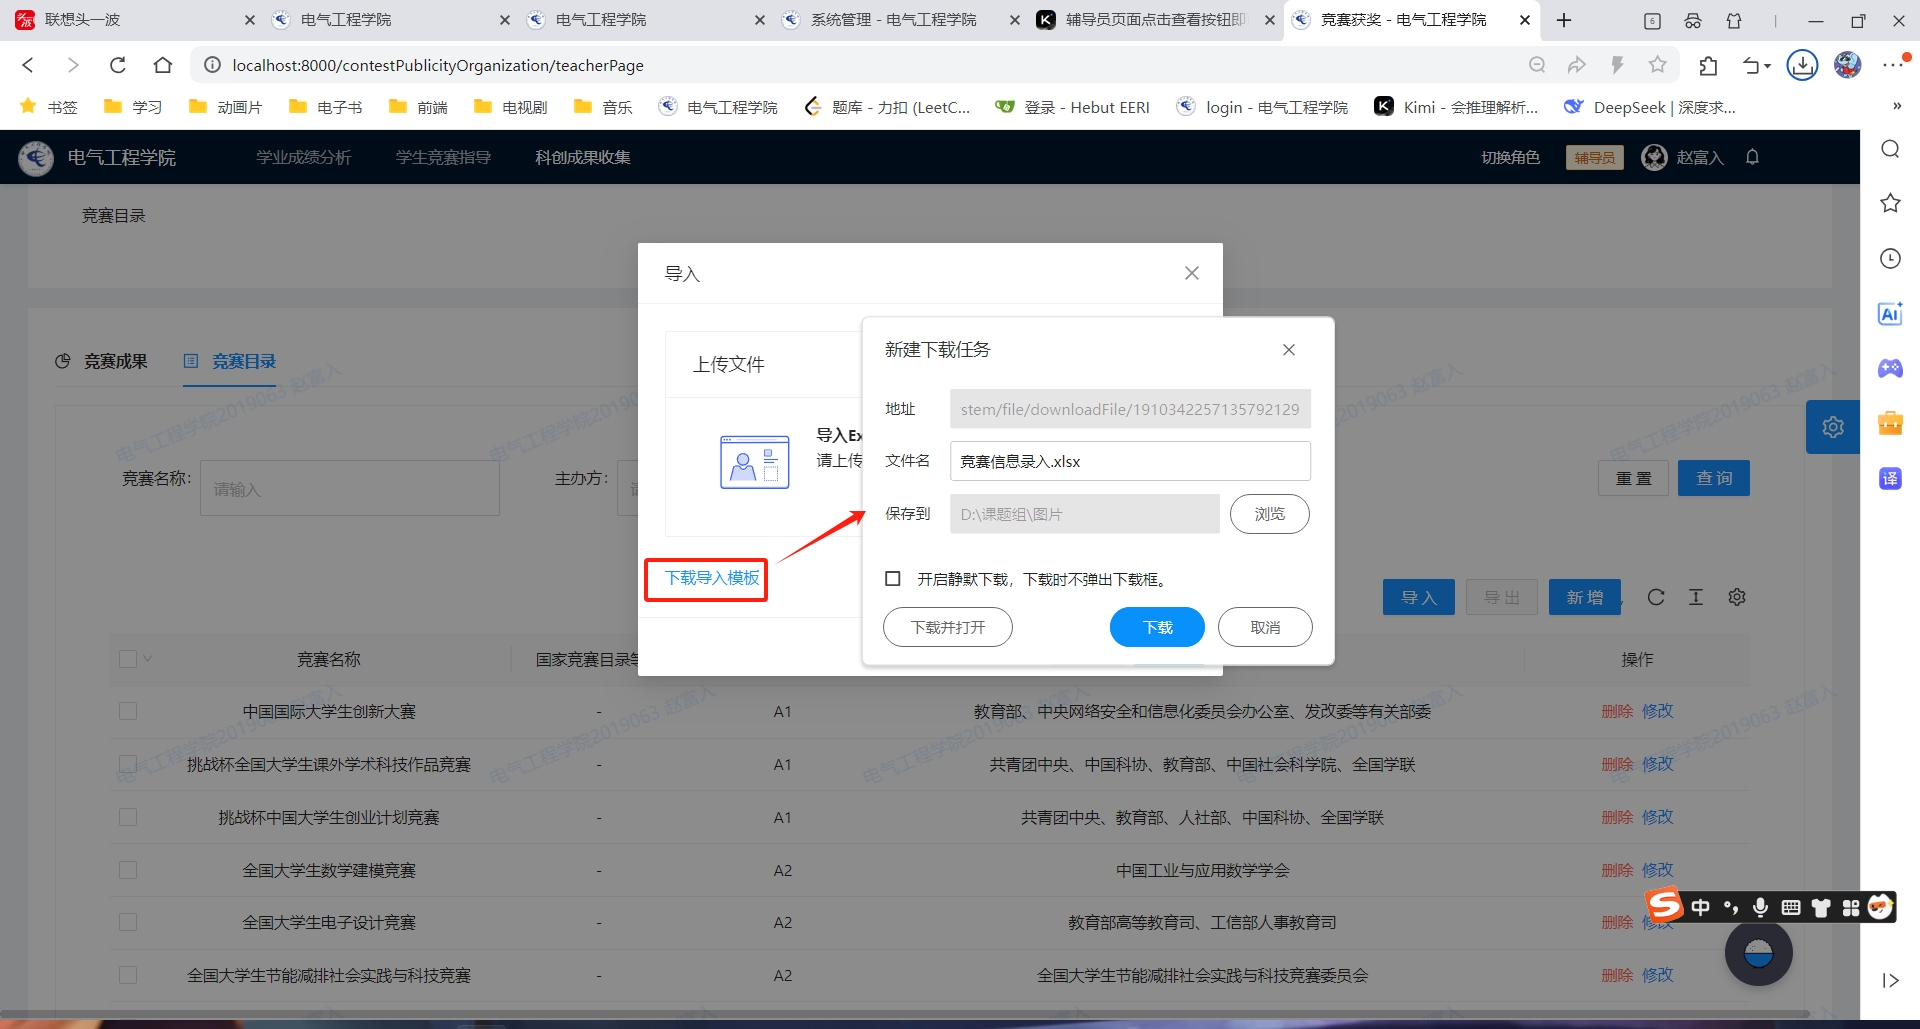 联想头一波
电气工程学院
电气工程学院
系统管理 - 电气工程学院
辅导员页面点击查看按钮即
竞赛获奖 - 电气工程学院
6
localhost:8000/contestPublicityOrganization/teacherPage
书签
学习
动画片
电子书
前端
电视剧
音乐
电气工程学院
题库 - 力扣 (LeetC...
登录 - Hebut EERI
login - 电气工程学院
Kimi - 会推理解析...
DeepSeek | 深度求...
电气工程学院
学业成绩分析
学生竞赛指导
科创成果收集
切换角色
辅导员
赵富入
竞赛目录
竞赛成果
竞赛目录
竞赛名称:
请输入
主办方:
重 置
查 询
导入
上传文件
请上传
下载导入模板
新建下载任务
地址
stem/file/downloadFile/1910342257135792129
文件名
竞赛信息录入.xlsx
保存到
D:\课题组\图片
浏览
开启静默下载，下载时不弹出下载框。
下载并打开
下载
取消
导 入
导 出
新 增
竞赛名称
国家竞赛目录
操作
中国国际大学生创新大赛 - A1 教育部、中央网络安全和信息化委员会办公室、发改委等有关部委 删除 修改
挑战杯全国大学生课外学术科技作品竞赛 - A1 共青团中央、中国科协、教育部、中国社会科学院、全国学联 删除 修改
挑战杯中国大学生创业计划竞赛 - A1 共青团中央、教育部、人社部、中国科协、全国学联 删除 修改
全国大学生数学建模竞赛 - A2 中国工业与应用数学学会 删除 修改
全国大学生电子设计竞赛 - A2 教育部高等教育司、工信部人事教育司 删除 修改
全国大学生节能减排社会实践与科技竞赛 - A2 全国大学生节能减排社会实践与科技竞赛委员会 删除 修改
电气工程学院2019063 赵富入
AI
译
中